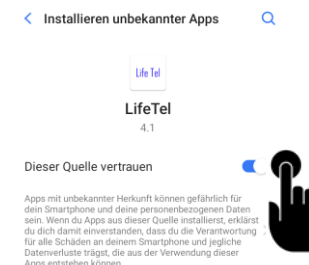 Installieren unbekannter Apps
Life Tel
LifeTel
4.1
Dieser Quelle vertrauen
Apps mit unbekannter Herkunft können gefährlich für
dein Smartphone und deine personenbezogenen Daten
sein. Wenn du Apps aus dieser Quelle installierst, erklärst
du dich damit einverstanden, dass du die Verantwortung
für alle Schäden an deinem Smartphone und jegliche
Datenverluste trägst, die aus der Verwendung dieser
Apps entstehen können.